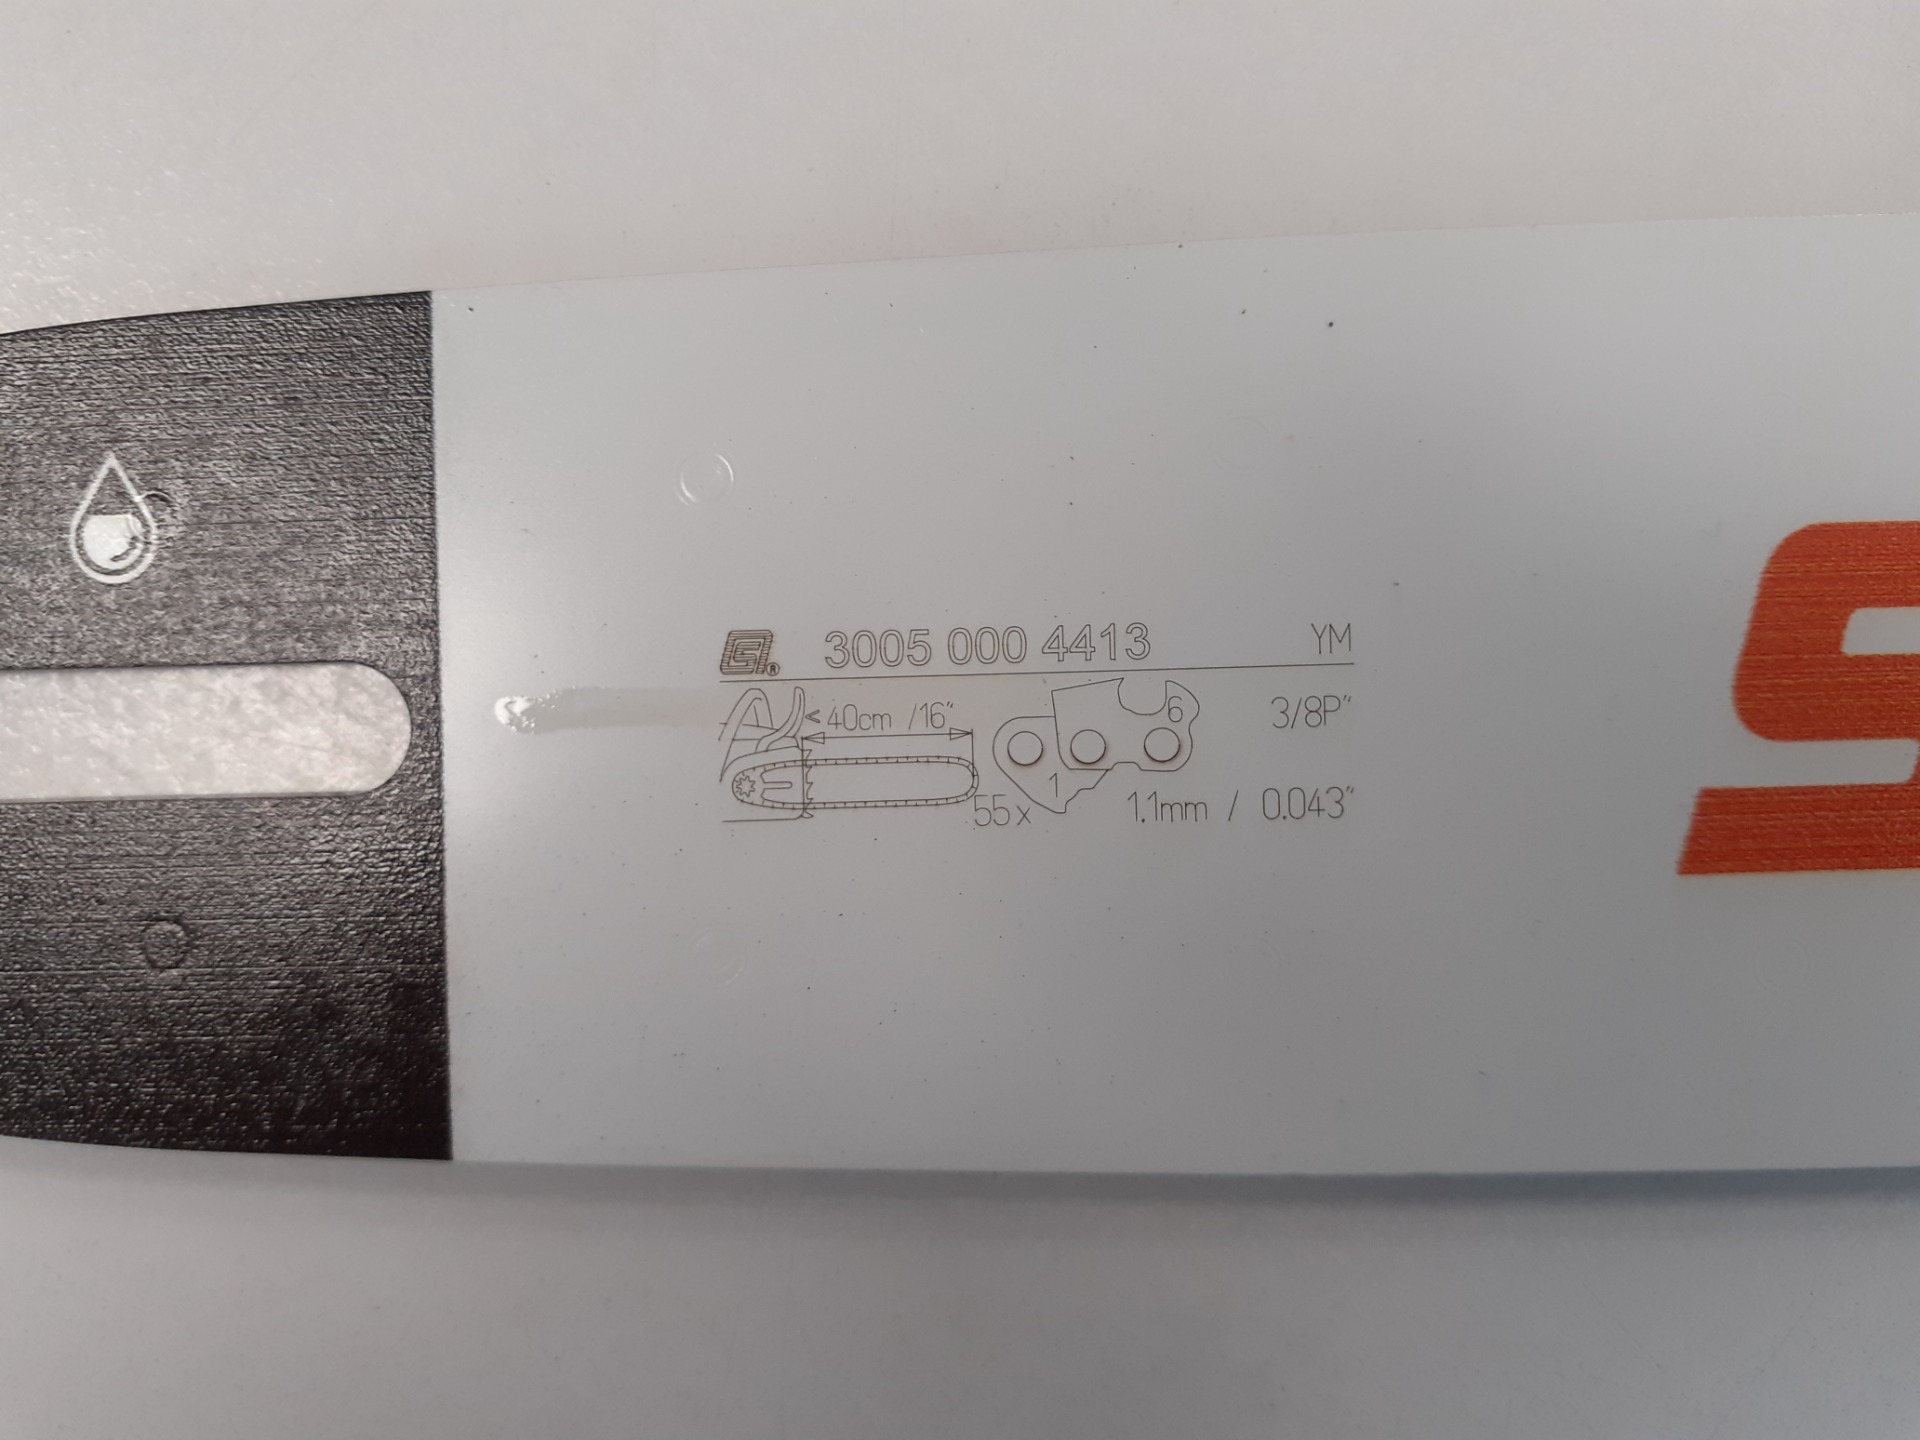 3005 000 4413 YM
< 40cm /16" 6 3/8P"
55x 1 1.1mm / 0.043"